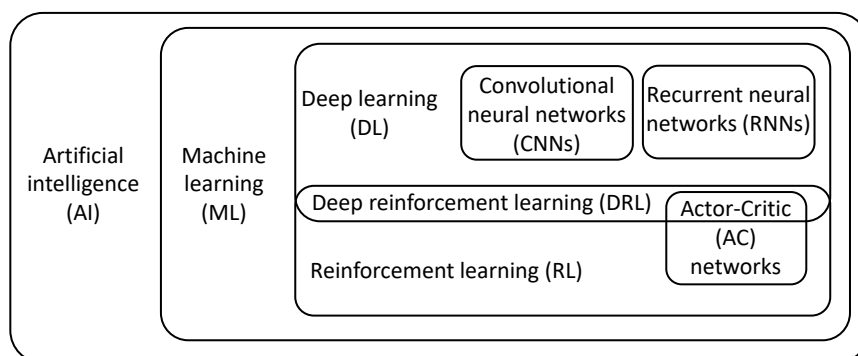 Artificial
intelligence
(AI)
Machine
learning
(ML)
Deep learning
(DL)
Convolutional
neural networks
(CNNs)
Recurrent neural
networks (RNNs)
Deep reinforcement learning (DRL)
Actor-Critic
(AC)
networks
Reinforcement learning (RL)